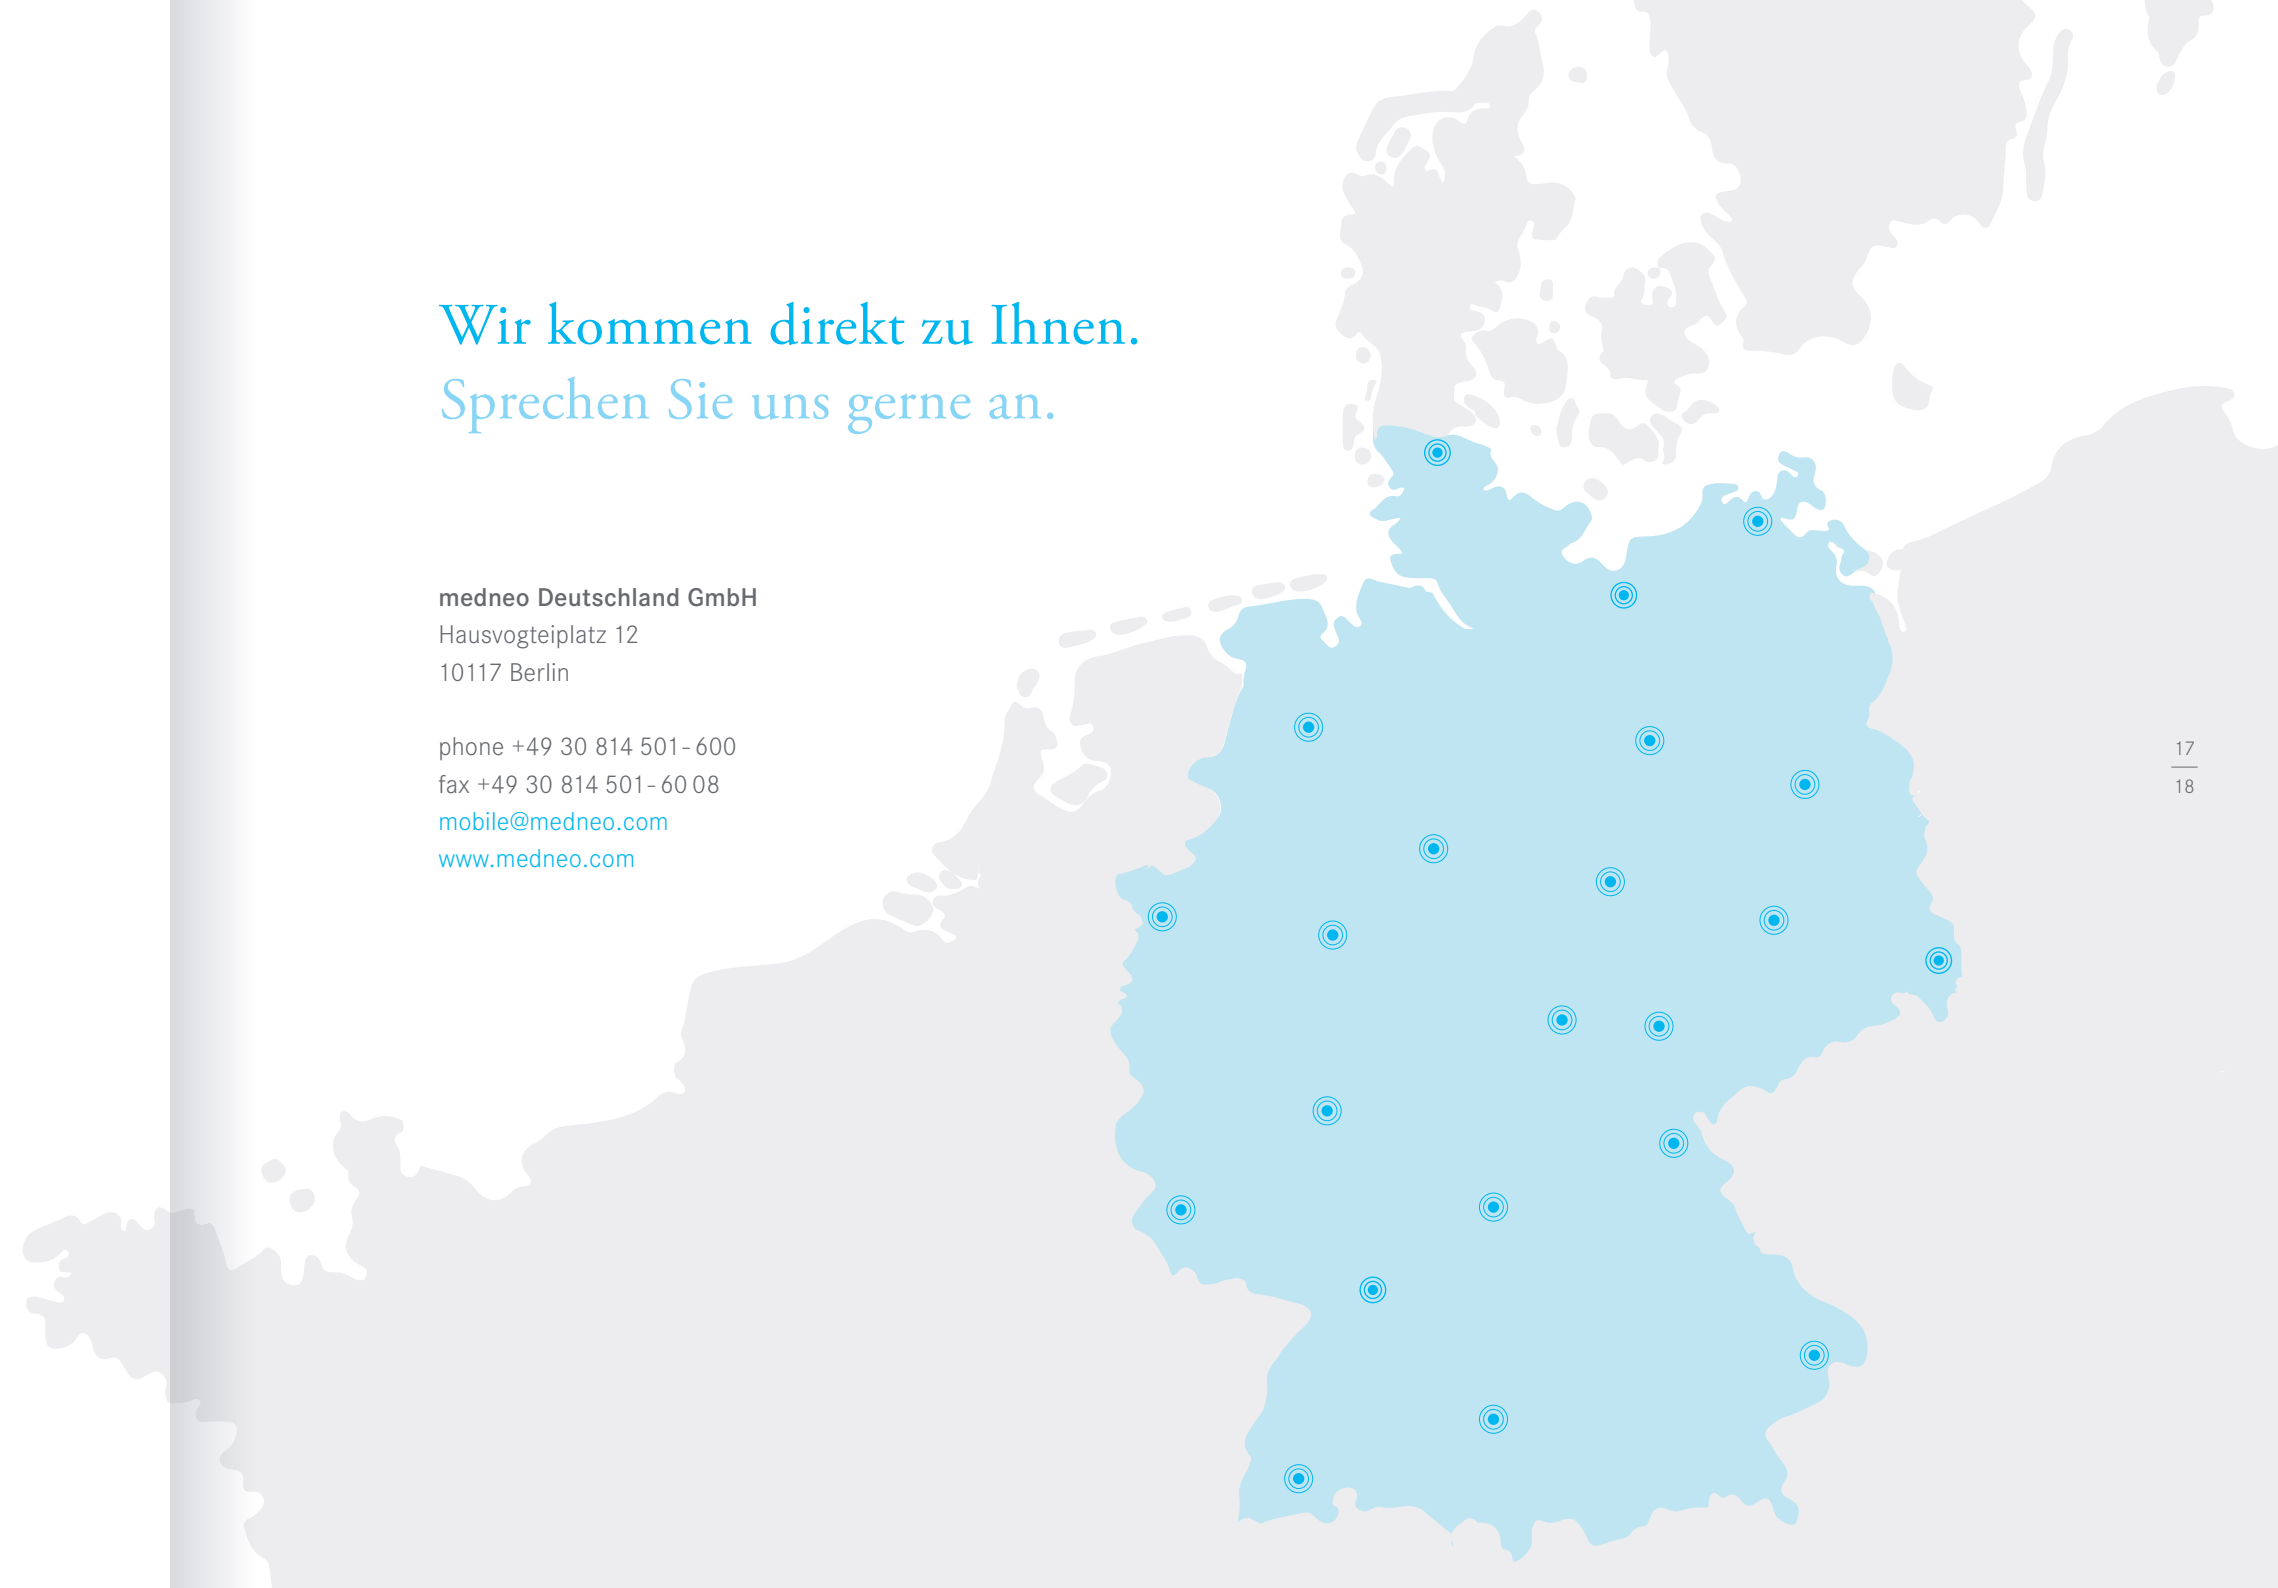 Wir kommen direkt zu Ihnen.
Sprechen Sie uns gerne an.
medneo Deutschland GmbH
Hausvogteiplatz 12
10117 Berlin
phone +49 30 814 501-600
fax +49 30 814 501-60 08
mobile@medneo.com
www.medneo.com
17
18